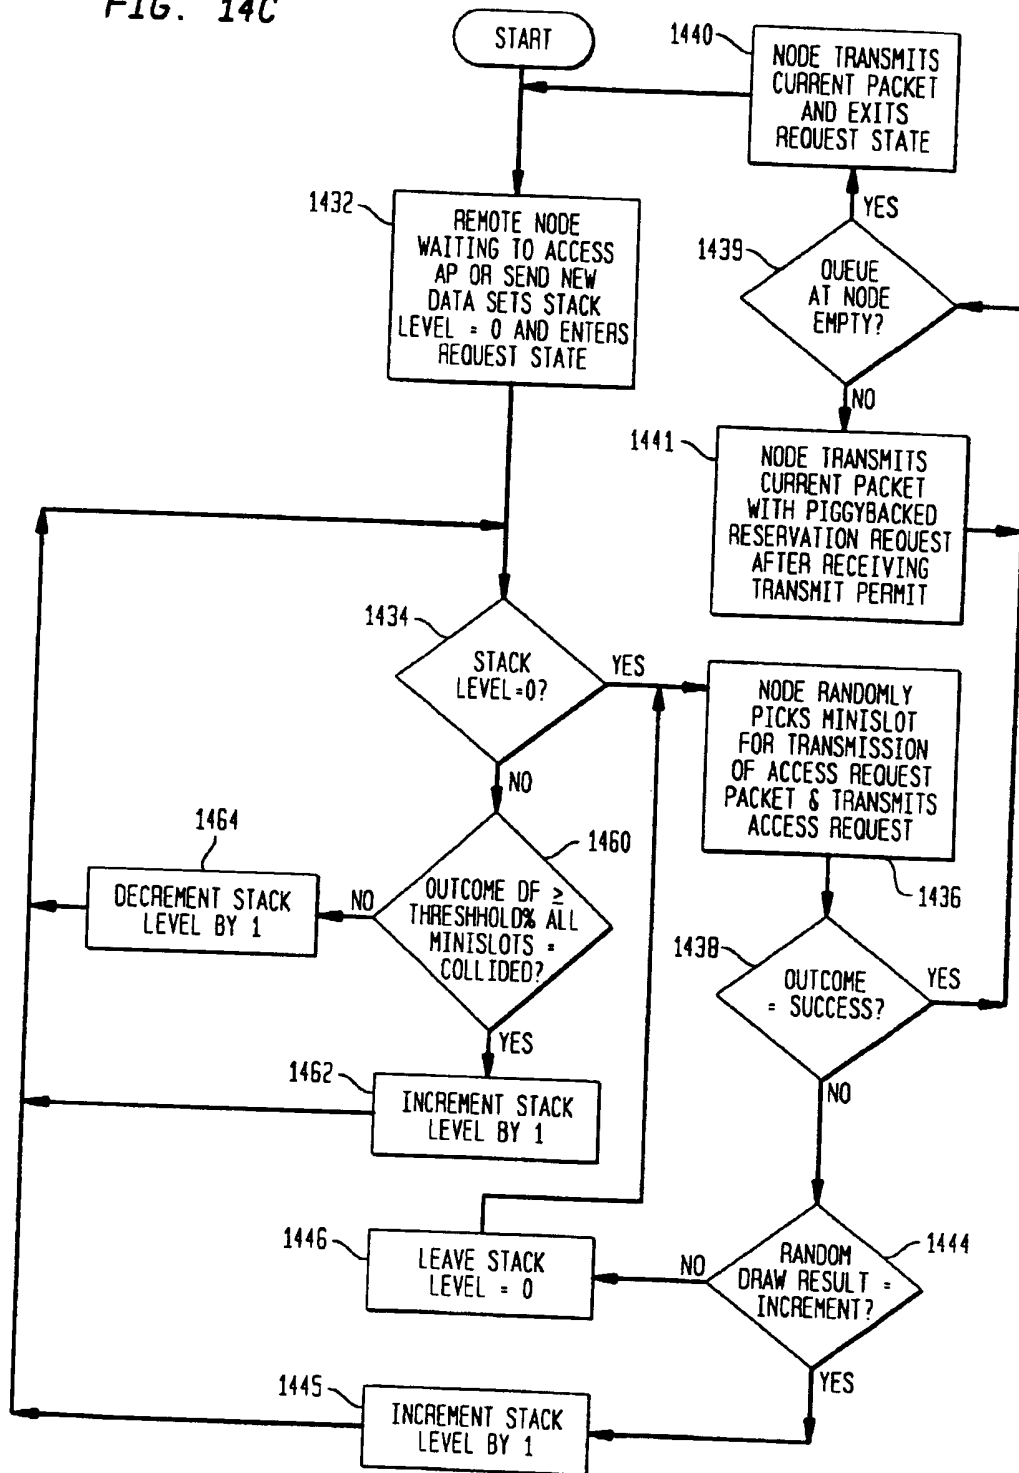 FIG. 14C
START
1440
NODE TRANSMITS
CURRENT PACKET
AND EXITS
REQUEST STATE
1432
REMOTE NODE
WAITING TO ACCESS
AP OR SEND NEW
DATA SETS STACK
LEVEL = 0 AND ENTERS
REQUEST STATE
YES
1439
QUEUE
AT NODE
EMPTY?
NO
1441
NODE TRANSMITS
CURRENT PACKET
WITH PIGGYBACKED
RESERVATION REQUEST
AFTER RECEIVING
TRANSMIT PERMIT
1434
STACK
LEVEL=0?
YES
NO
NODE RANDOMLY
PICKS MINISLOT
FOR TRANSMISSION
OF ACCESS REQUEST
PACKET & TRANSMITS
ACCESS REQUEST
1436
1464
DECREMENT STACK
LEVEL BY 1
NO
1460
OUTCOME OF ≥
THRESHHOLD% ALL
MINISLOTS =
COLLIDED?
YES
1438
OUTCOME
= SUCCESS?
YES
NO
1462
INCREMENT STACK
LEVEL BY 1
1446
LEAVE STACK
LEVEL = 0
NO
1444
RANDOM
DRAW RESULT =
INCREMENT?
YES
1445
INCREMENT STACK
LEVEL BY 1